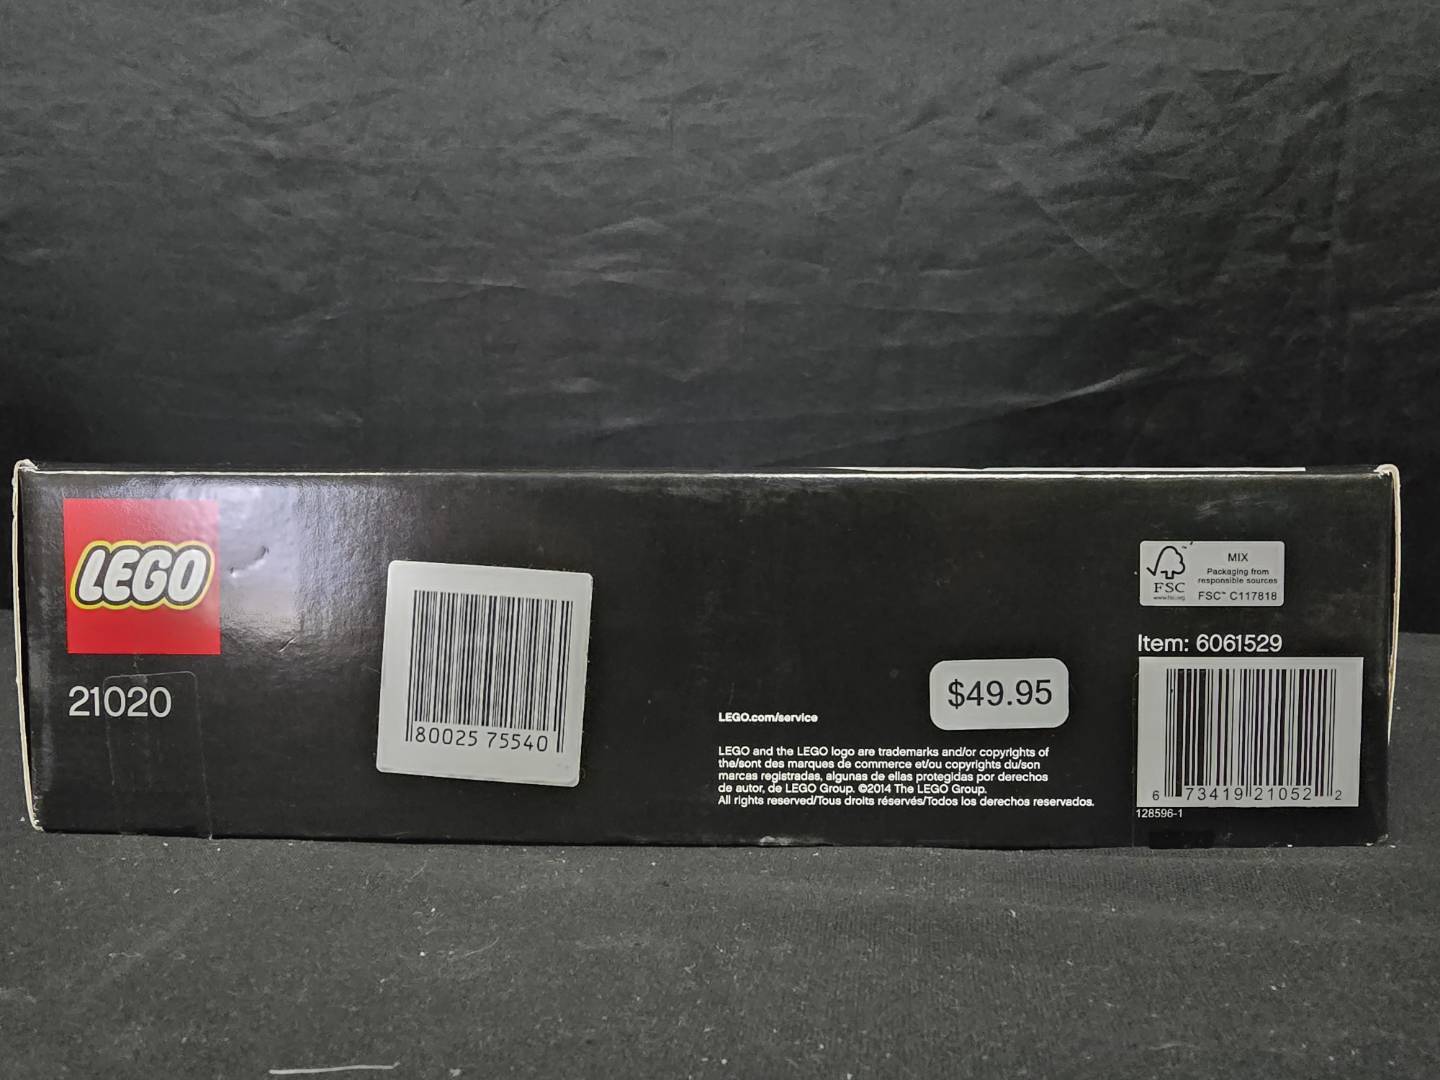 LEGO
21020
80025 75540
LEGO.com/service
LEGO and the LEGO logo are trademarks and/or copyrights of
the/sont des marques de commerce et/ou copyrights du/son
marcas registradas, algunas de ellas protegidas por derechos
de autor, de LEGO Group. ©2014 The LEGO Group.
All rights reserved/Tous droits réservés/Todos los derechos reservados.
$49.95
FSC
www.fsc.org
MIX
Packaging from
responsible sources
FSC™ C117818
Item: 6061529
6 73419 21052 2
128596-1